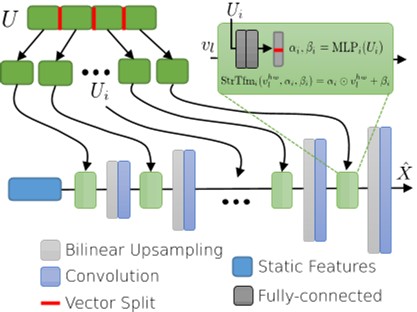 U
U_i
v_l
α_i, β_i = MLP_i(U_i)
StrTfm_i(v_l^{hw}, α_i, β_i) = α_i ⊙ v_l^{hw} + β_i
•••
U_i
X̂
•••
Bilinear Upsampling
Convolution
Vector Split
Static Features
Fully-connected